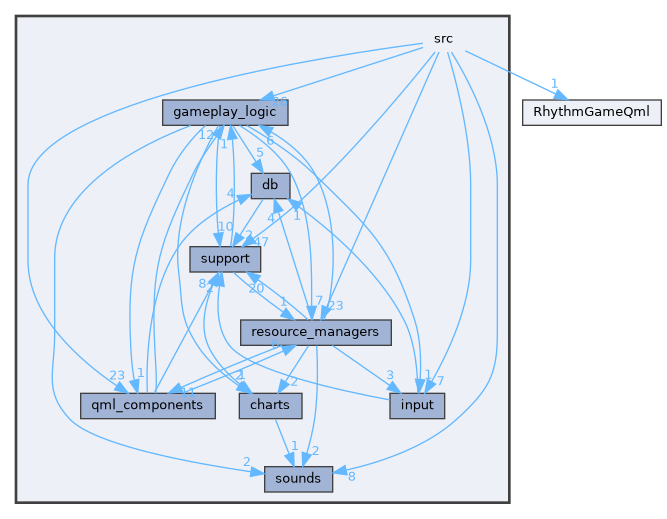 src
1
RhythmGameQml
gameplay_logic
12
1
6
5
db
4
4
1
10
2
47
support
8
2
20
1
7
23
resource_managers
23
1
2
1
2
3
1
7
qml_components
charts
input
1
2
2
8
sounds